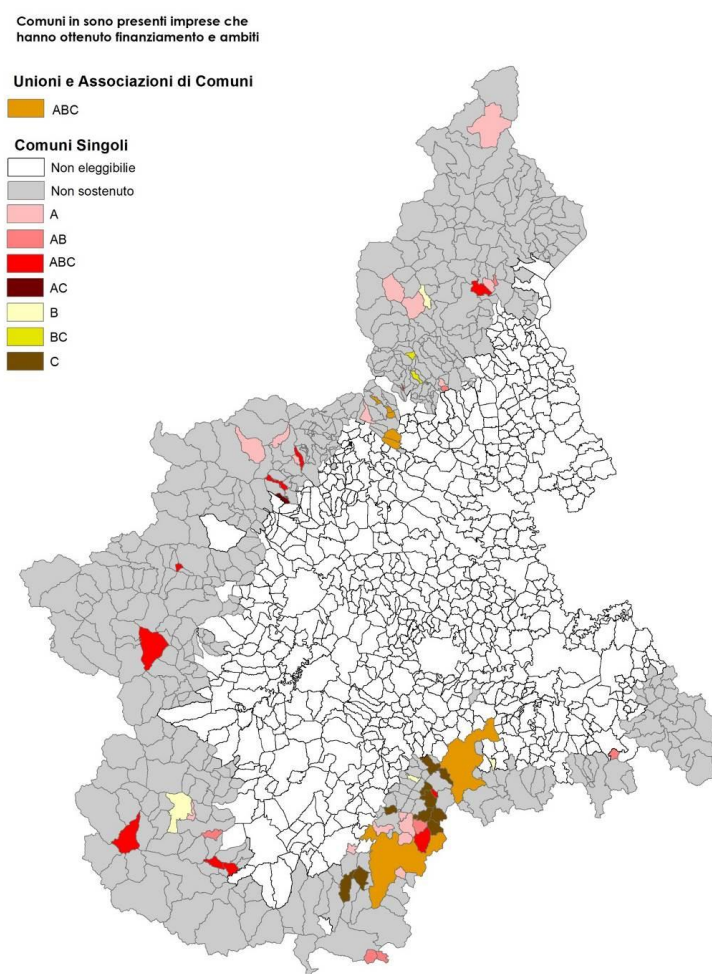 Comuni in sono presenti imprese che
hanno ottenuto finanziamento e ambiti
Unioni e Associazioni di Comuni
ABC
Comuni Singoli
Non eleggibilie
Non sostenuto
A
AB
ABC
AC
B
BC
C